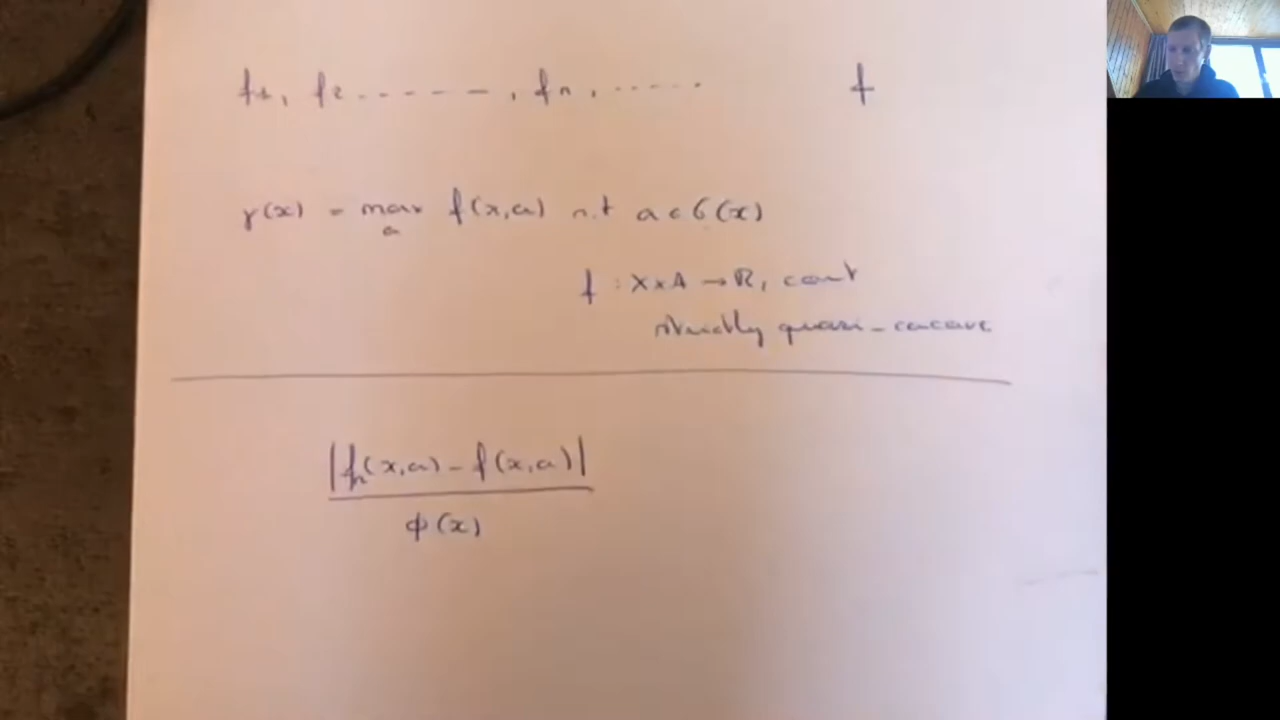 f₁, f₂ - - - - - - -, fₙ, ...... f
γ(x) = max f(x,a) s.t a ∈ G(x)
a
f : X×A → ℝ, cont
strictly quasi-concave
|fₙ(x,a) - f(x,a)|
ϕ(x)